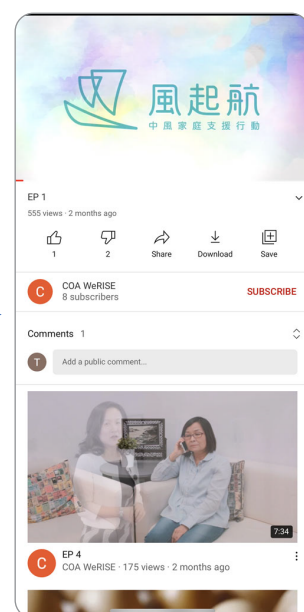 風起航
中風家庭支援行動
EP 1
555 views · 2 months ago
1
2
Share
Download
Save
C
COA WeRISE
8 subscribers
SUBSCRIBE
Comments 1
T
Add a public comment...
7:34
C
EP 4
COA WeRISE · 175 views · 2 months ago